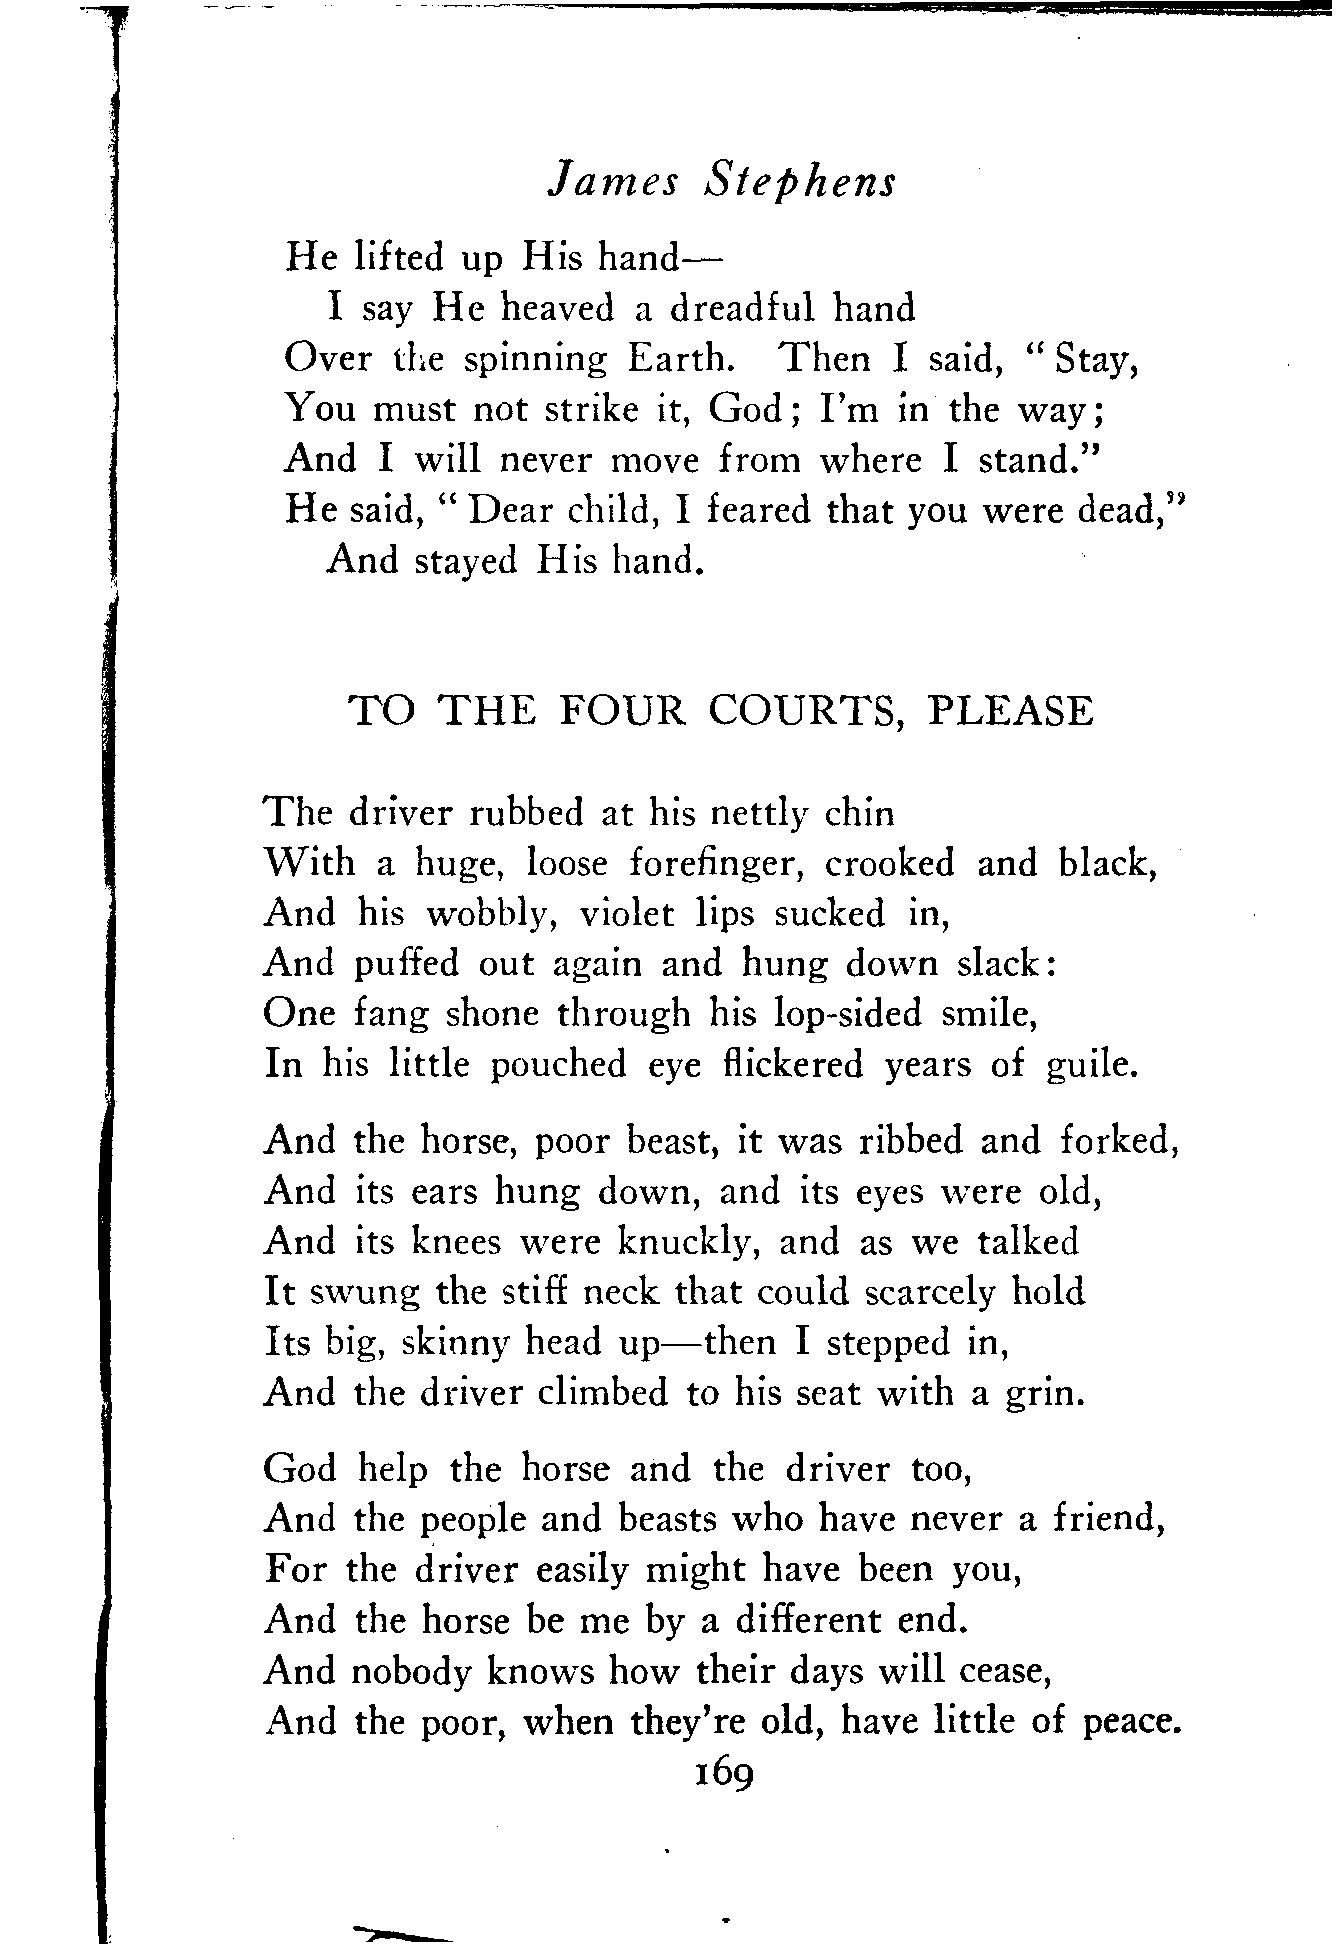 James Stephens
He lifted up His hand—
I say He heaved a dreadful hand
Over the spinning Earth. Then I said, “ Stay,
You must not strike it, God; I'm in the way;
And I will never move from where I stand.”
He said, “ Dear child, I feared that you were dead,”
And stayed His hand.
TO THE FOUR COURTS, PLEASE
The driver rubbed at his nettly chin
With a huge, loose forefinger, crooked and black,
And his wobbly, violet lips sucked in,
And puffed out again and hung down slack:
One fang shone through his lop-sided smile,
In his little pouched eye flickered years of guile.
And the horse, poor beast, it was ribbed and forked,
And its ears hung down, and its eyes were old,
And its knees were knuckly, and as we talked
It swung the stiff neck that could scarcely hold
Its big, skinny head up—then I stepped in,
And the driver climbed to his seat with a grin.
God help the horse and the driver too,
And the people and beasts who have never a friend,
For the driver easily might have been you,
And the horse be me by a different end.
And nobody knows how their days will cease,
And the poor, when they're old, have little of peace.
169